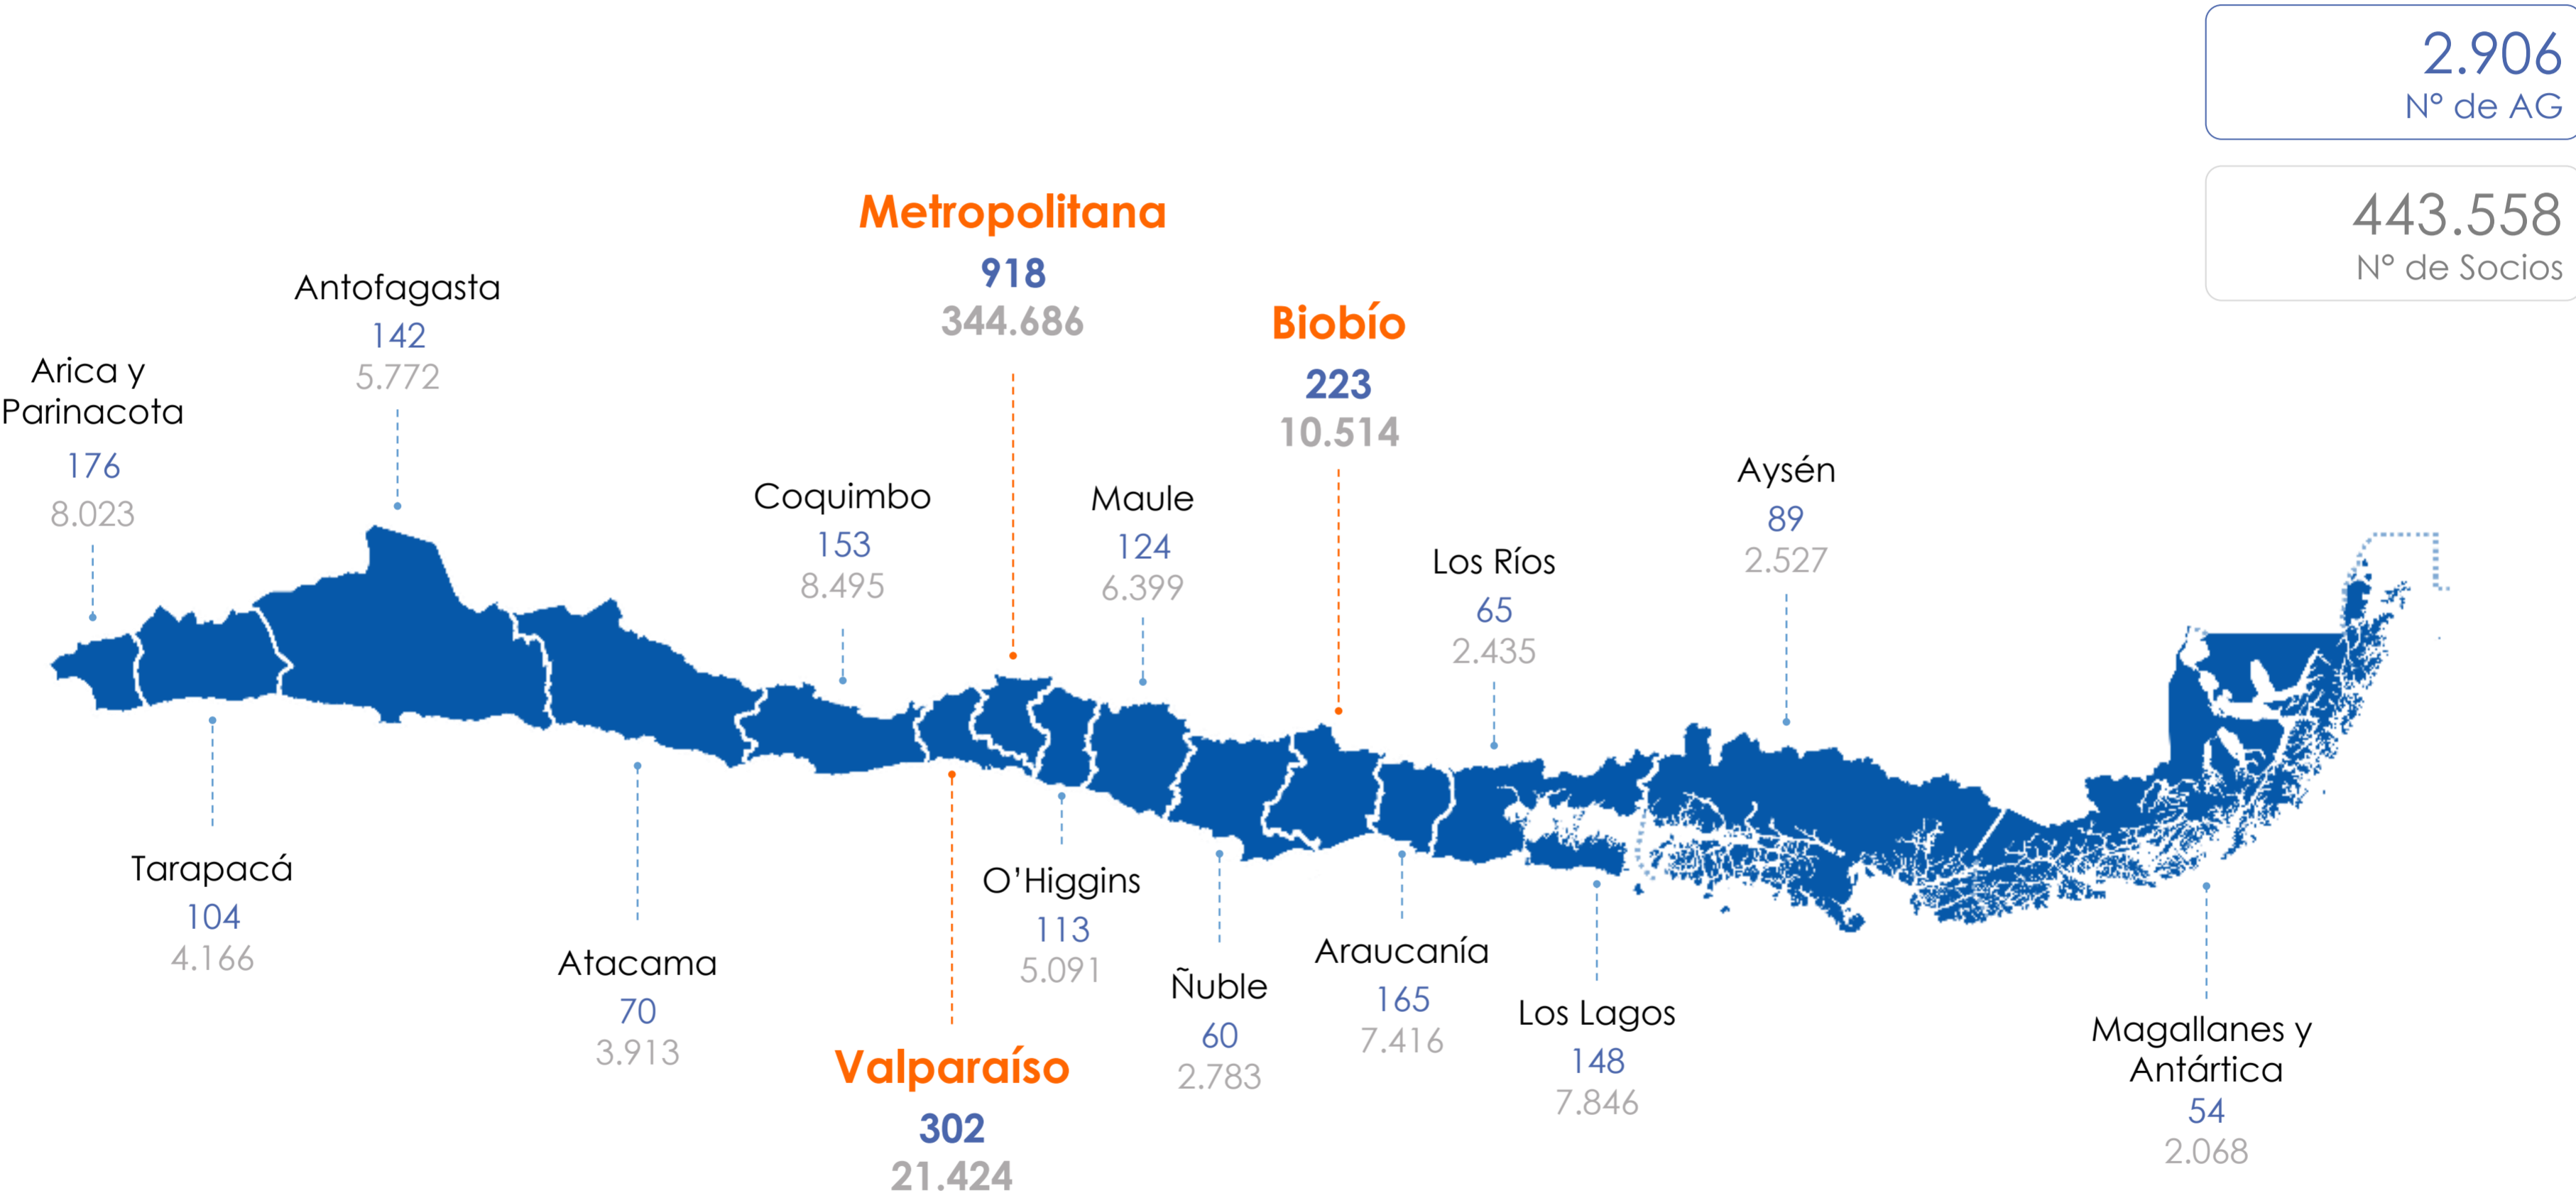 2.906
N° de AG
443.558
N° de Socios
Arica y
Parinacota
176
8.023
Antofagasta
142
5.772
Coquimbo
153
8.495
Metropolitana
918
344.686
Maule
124
6.399
Biobío
223
10.514
Los Ríos
65
2.435
Aysén
89
2.527
Tarapacá
104
4.166
Atacama
70
3.913
Valparaíso
302
21.424
O’Higgins
113
5.091
Ñuble
60
2.783
Araucanía
165
7.416
Los Lagos
148
7.846
Magallanes y
Antártica
54
2.068